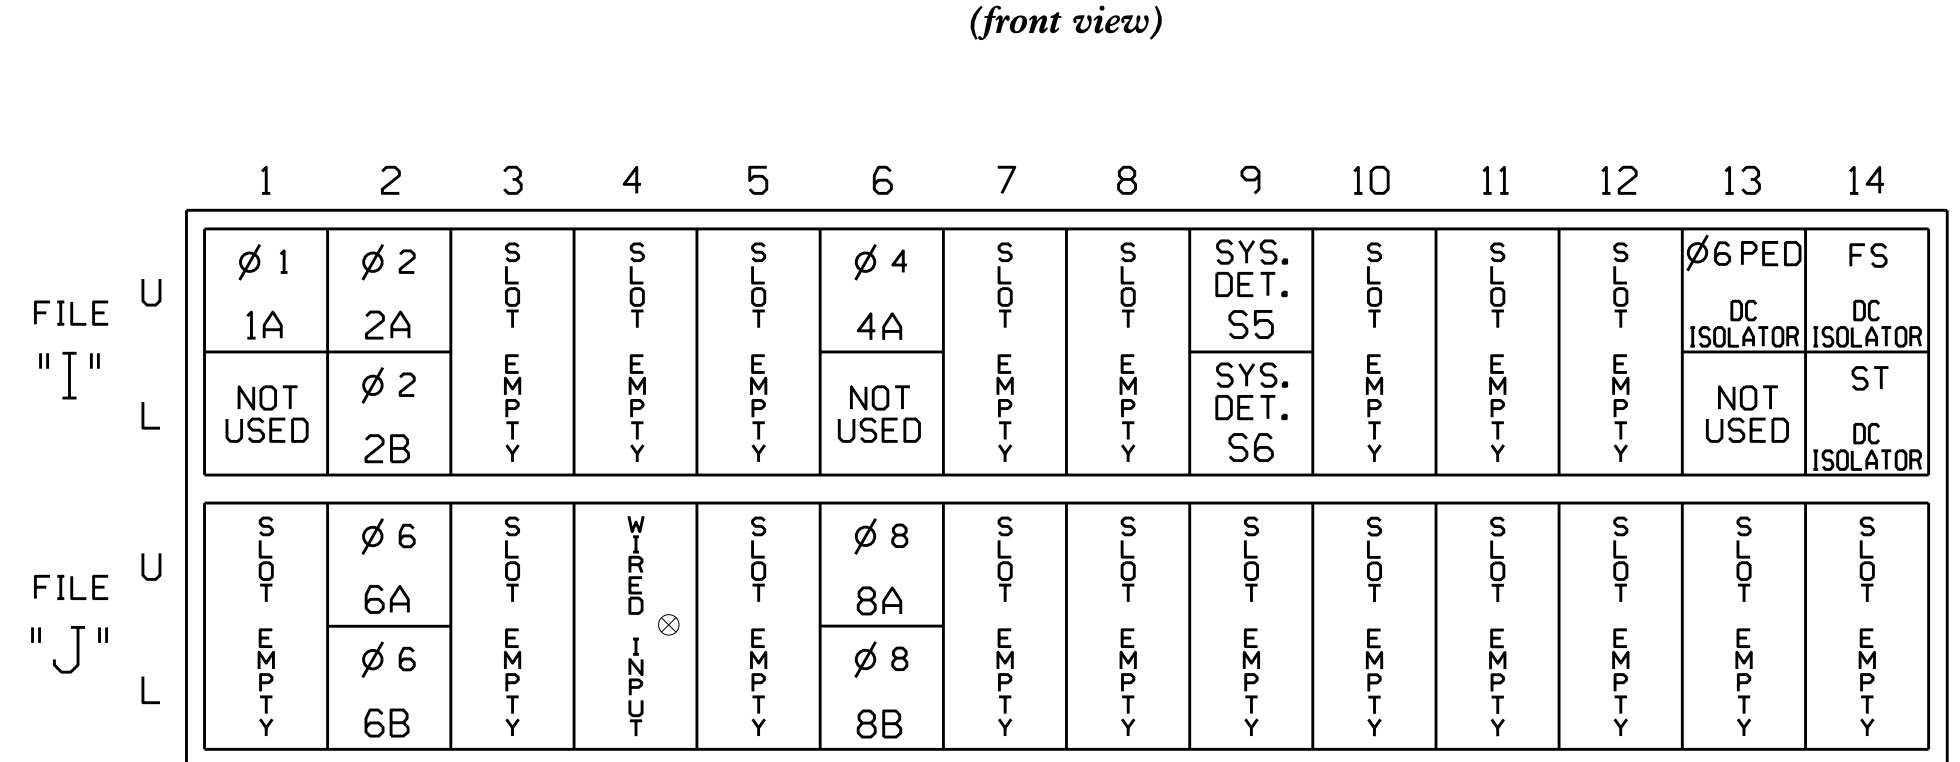 (front view)
1 2 3 4 5 6 7 8 9 10 11 12 13 14
FILE "I"
U
L
Ø 1
1A
NOT
USED
Ø 2
2A
Ø 2
2B
SLOT EMPTY
SLOT EMPTY
SLOT EMPTY
Ø 4
4A
NOT
USED
SLOT EMPTY
SLOT EMPTY
SYS.
DET.
S5
SYS.
DET.
S6
SLOT EMPTY
SLOT EMPTY
SLOT EMPTY
Ø6 PED
DC
ISOLATOR
NOT
USED
FS
DC
ISOLATOR
ST
DC
ISOLATOR
FILE "J"
U
L
SLOT EMPTY
Ø 6
6A
Ø 6
6B
SLOT EMPTY
WIRED INPUT
SLOT EMPTY
Ø 8
8A
Ø 8
8B
SLOT EMPTY
SLOT EMPTY
SLOT EMPTY
SLOT EMPTY
SLOT EMPTY
SLOT EMPTY
SLOT EMPTY
SLOT EMPTY